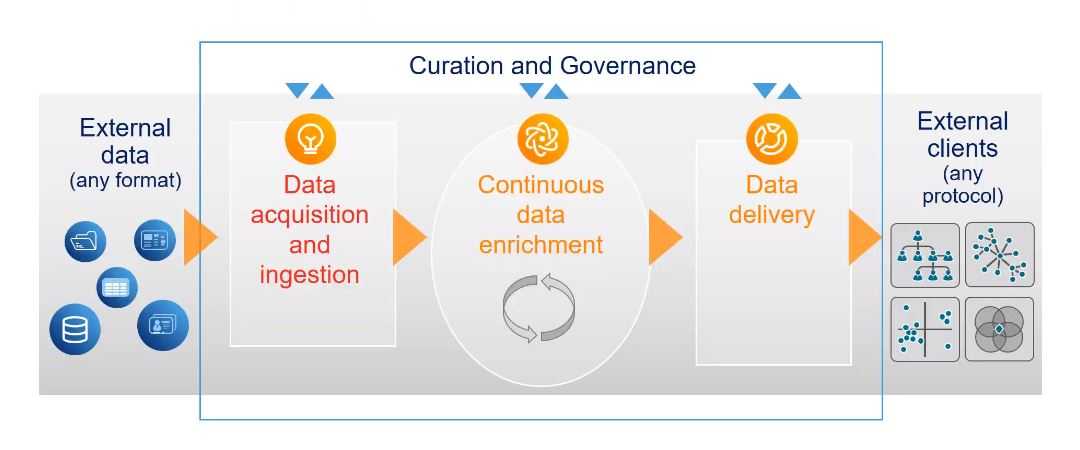 Curation and Governance
External
data
(any format)
Data
acquisition
and
ingestion
Continuous
data
enrichment
Data
delivery
External
clients
(any
protocol)